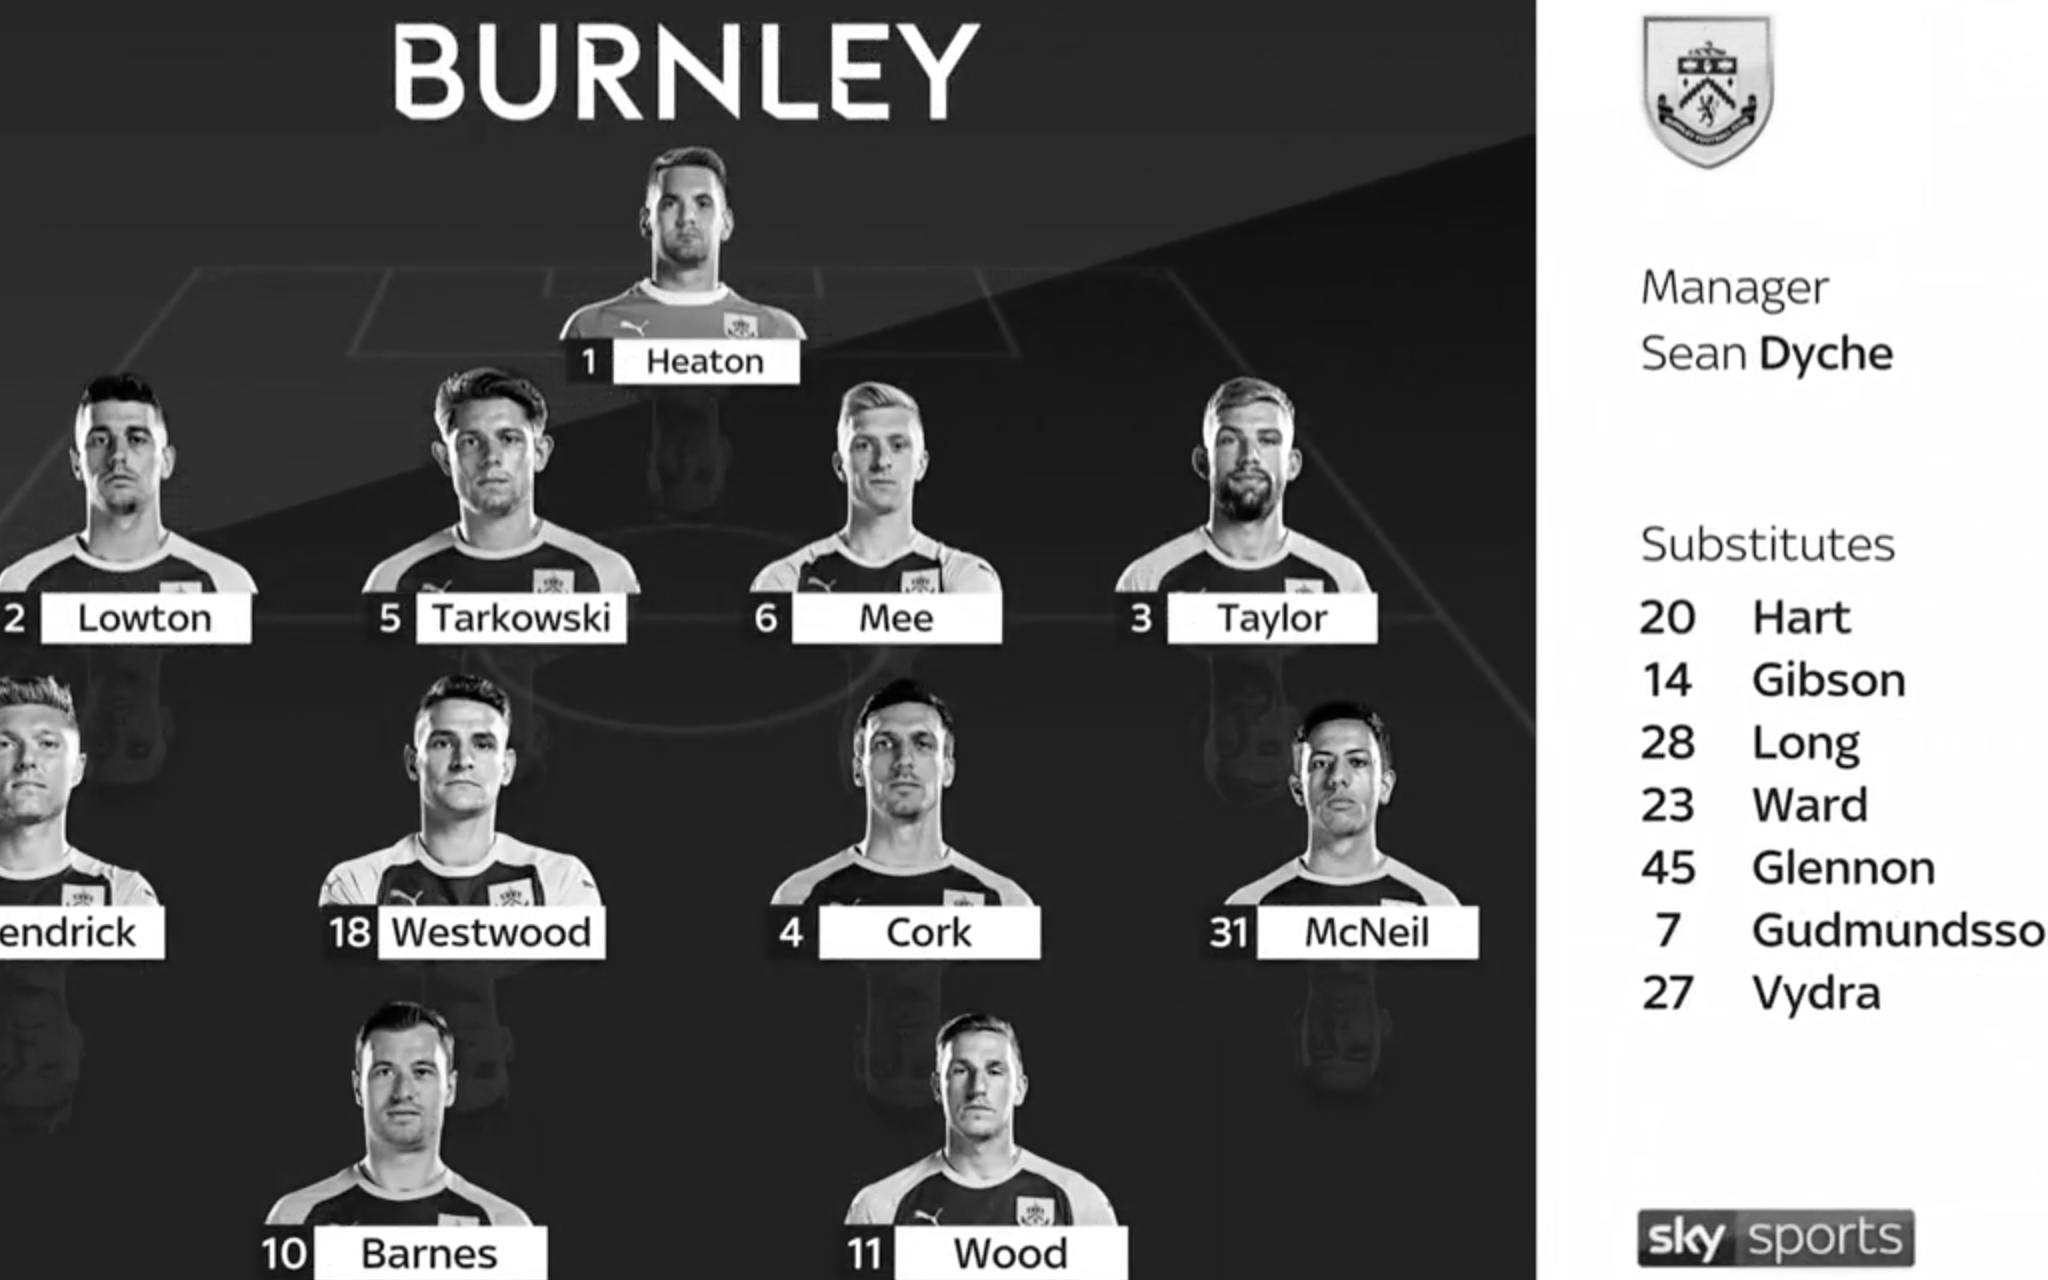 BURNLEY
1 Heaton
2 Lowton
5 Tarkowski
6 Mee
3 Taylor
endrick
18 Westwood
4 Cork
31 McNeil
10 Barnes
11 Wood
Manager
Sean Dyche
Substitutes
20 Hart
14 Gibson
28 Long
23 Ward
45 Glennon
7 Gudmundsso
27 Vydra
sky sports